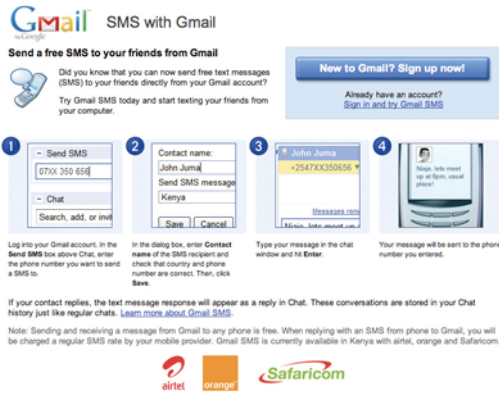 Gmail
by Google
SMS with Gmail
Send a free SMS to your friends from Gmail
Did you know that you can now send free text messages
(SMS) to your friends directly from your Gmail account?
Try Gmail SMS today and start texting your friends from
your computer.
New to Gmail? Sign up now!
Already have an account?
Sign in and try Gmail SMS
1
− Send SMS
07XX 350 656
− Chat
Search, add, or invit
Log into your Gmail account. In the
Send SMS box above Chat, enter
the phone number you want to send
a SMS to.
2
Contact name:
John Juma
Send SMS message
Kenya
Save
Cancel
In the dialog box, enter Contact
name of the SMS recipient and
check that country and phone
number are correct. Then, click
Save.
3
John Juma
+2547XX350656
Messages rem
Niaje, lets meet un
Type your message in the chat
window and hit Enter.
4
Niaje, lets meet
up at 6pm, usual
place!
Your message will be sent to the phone
number you entered.
If your contact replies, the text message response will appear as a reply in Chat. These conversations are stored in your Chat
history just like regular chats. Learn more about Gmail SMS.
Note: Sending and receiving a message from Gmail to any phone is free. When replying with an SMS from phone to Gmail, you will
be charged a regular SMS rate by your mobile provider. Gmail SMS is currently available in Kenya with airtel, orange and Safaricom.
airtel
orange
Safaricom